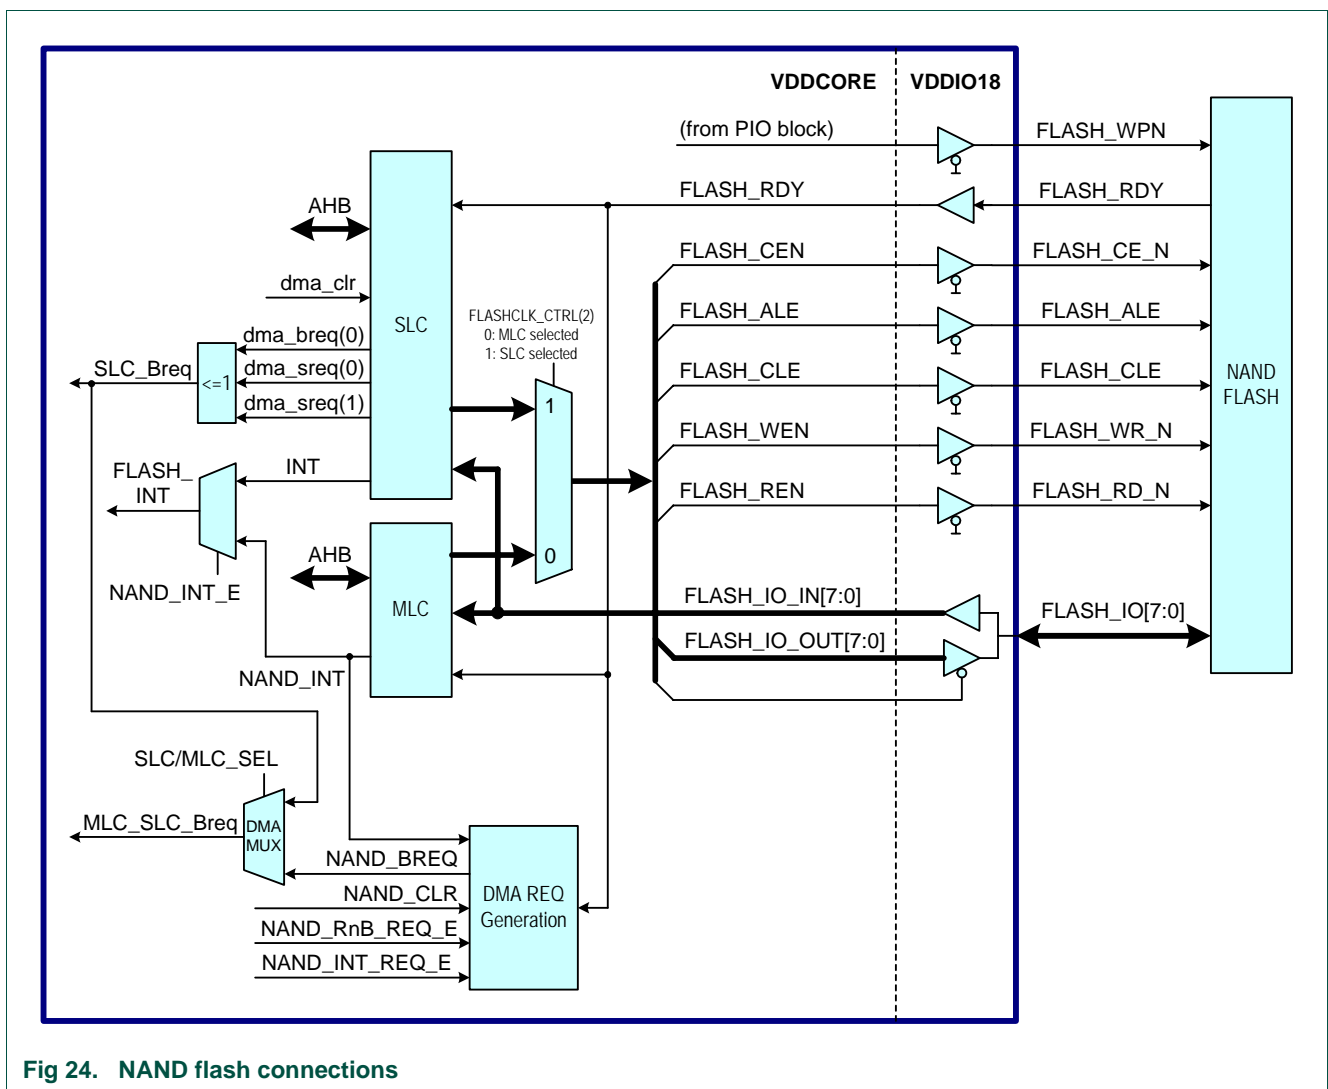 VDDCORE
VDDIO18
(from PIO block)
FLASH_WPN
FLASH_RDY
FLASH_RDY
AHB
FLASH_CEN
FLASH_CE_N
dma_clr
FLASH_ALE
FLASH_ALE
FLASHCLK_CTRL(2)
0: MLC selected
1: SLC selected
SLC
dma_breq(0)
SLC_Breq
<=1
dma_sreq(0)
dma_sreq(1)
FLASH_CLE
FLASH_CLE
NAND
FLASH
1
FLASH_WEN
FLASH_WR_N
FLASH_
INT
INT
FLASH_REN
FLASH_RD_N
AHB
0
NAND_INT_E
MLC
FLASH_IO_IN[7:0]
FLASH_IO[7:0]
FLASH_IO_OUT[7:0]
NAND_INT
SLC/MLC_SEL
MLC_SLC_Breq
DMA
MUX
NAND_BREQ
NAND_CLR
NAND_RnB_REQ_E
NAND_INT_REQ_E
DMA REQ
Generation
Fig 24. NAND flash connections